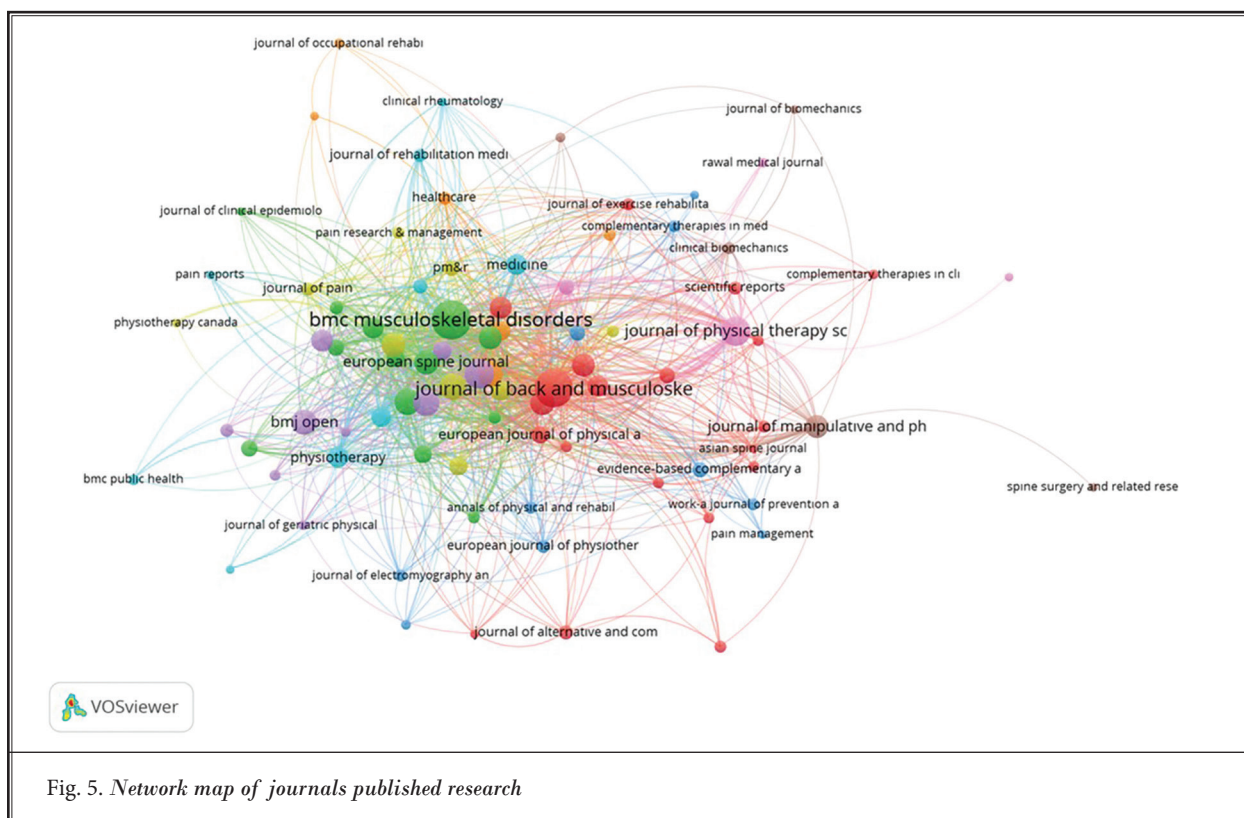 journal of occupational rehabi
clinical rheumatology
journal of biomechanics
journal of rehabilitation medi
rawal medical journal
healthcare
journal of exercise rehabilita
journal of clinical epidemiolo
complementary therapies in med
pain research & management
clinical biomechanics
pm&r
medicine
pain reports
complementary therapies in cli
journal of pain
scientific reports
bmc musculoskeletal disorders
physiotherapy canada
journal of physical therapy sc
european spine journal
journal of back and musculoske
bmj open
journal of manipulative and ph
european journal of physical a
asian spine journal
physiotherapy
evidence-based complementary a
bmc public health
spine surgery and related rese
work-a journal of prevention a
annals of physical and rehabil
journal of geriatric physical
pain management
european journal of physiother
journal of electromyography an
journal of alternative and com
VOSviewer
Fig. 5. Network map of journals published research